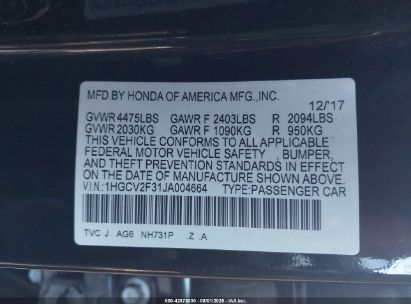 MFD.BY HONDA OF AMERICA MFG.,INC.
12/'17
GVWR 4475LBS GAWR F 2403LBS R 2094LBS
GVWR 2030KG GAWR F 1090KG R 950KG
THIS VEHICLE CONFORMS TO ALL APPLICABLE
FEDERAL MOTOR VEHICLE SAFETY, BUMPER,
AND THEFT PREVENTION STANDARDS IN EFFECT
ON THE DATE OF MANUFACTURE SHOWN ABOVE.
VIN:1HGCV2F31JA004664 TYPE:PASSENGER CAR
TVC J AG6 NH731P .Z .A